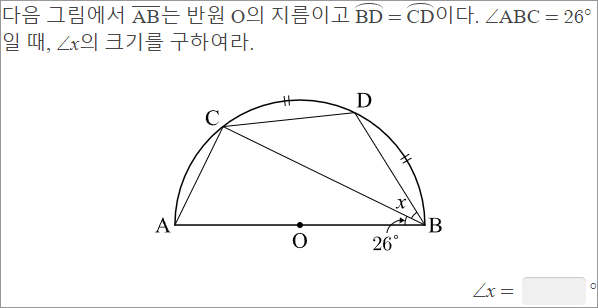 다음 그림에서 AB는 반원 O의 지름이고 BD = CD이다. ∠ABC = 26°
일 때, ∠x의 크기를 구하여라.
D
C
x
A
O
26°
B
∠x = °